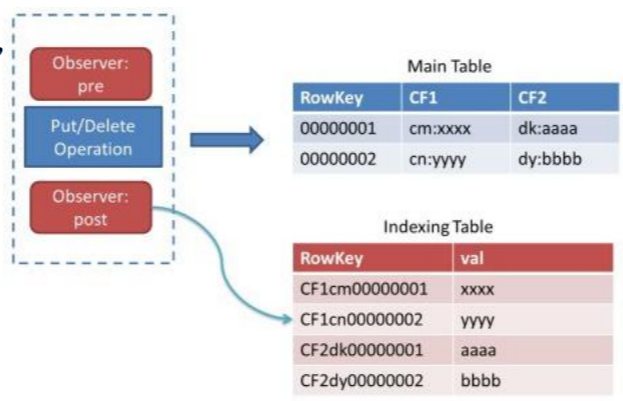 Observer:
pre
Put/Delete
Operation
Observer:
post
Main Table
RowKey CF1 CF2
00000001 cm:xxxx dk:aaaa
00000002 cn:yyyy dy:bbbb
Indexing Table
RowKey val
CF1cm00000001 xxxx
CF1cn00000002 yyyy
CF2dk00000001 aaaa
CF2dy00000002 bbbb